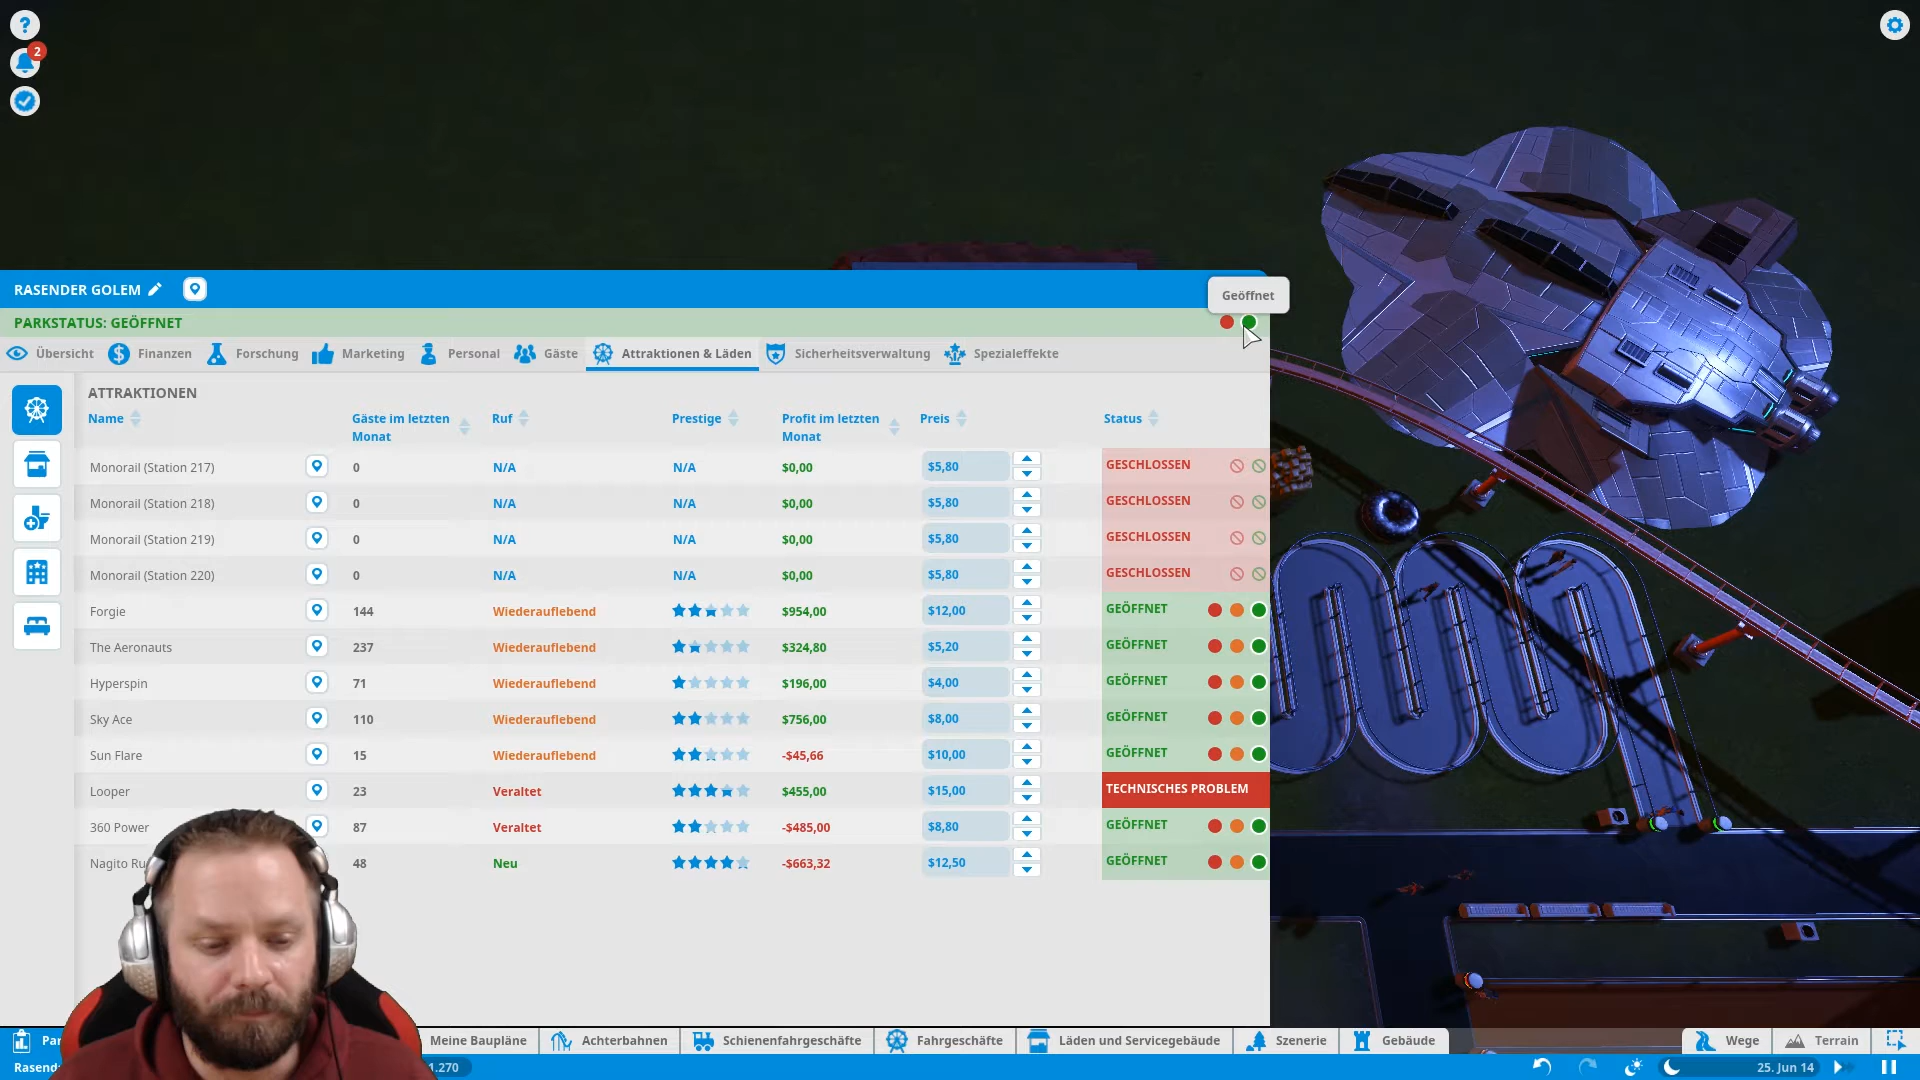 ?
2
RASENDER GOLEM
Geöffnet
PARKSTATUS: GEÖFFNET
Übersicht Finanzen Forschung Marketing Personal Gäste Attraktionen & Läden Sicherheitsverwaltung Spezialeffekte
ATTRAKTIONEN
Name Gäste im letzten Monat Ruf Prestige Profit im letzten Monat Preis Status
Monorail (Station 217) 0 N/A N/A $0,00 $5,80 GESCHLOSSEN
Monorail (Station 218) 0 N/A N/A $0,00 $5,80 GESCHLOSSEN
Monorail (Station 219) 0 N/A N/A $0,00 $5,80 GESCHLOSSEN
Monorail (Station 220) 0 N/A N/A $0,00 $5,80 GESCHLOSSEN
Forgie 144 Wiederauflebend $954,00 $12,00 GEÖFFNET
The Aeronauts 237 Wiederauflebend $324,80 $5,20 GEÖFFNET
Hyperspin 71 Wiederauflebend $196,00 $4,00 GEÖFFNET
Sky Ace 110 Wiederauflebend $756,00 $8,00 GEÖFFNET
Sun Flare 15 Wiederauflebend -$45,66 $10,00 GEÖFFNET
Looper 23 Veraltet $455,00 $15,00 TECHNISCHES PROBLEM
360 Power 87 Veraltet -$485,00 $8,80 GEÖFFNET
Nagito 48 Neu -$663,32 $12,50 GEÖFFNET
Meine Baupläne Achterbahnen Schienenfahrgeschäfte Fahrgeschäfte Läden und Servicegebäude Szenerie Gebäude Wege Terrain
1.270 25. Jun 14